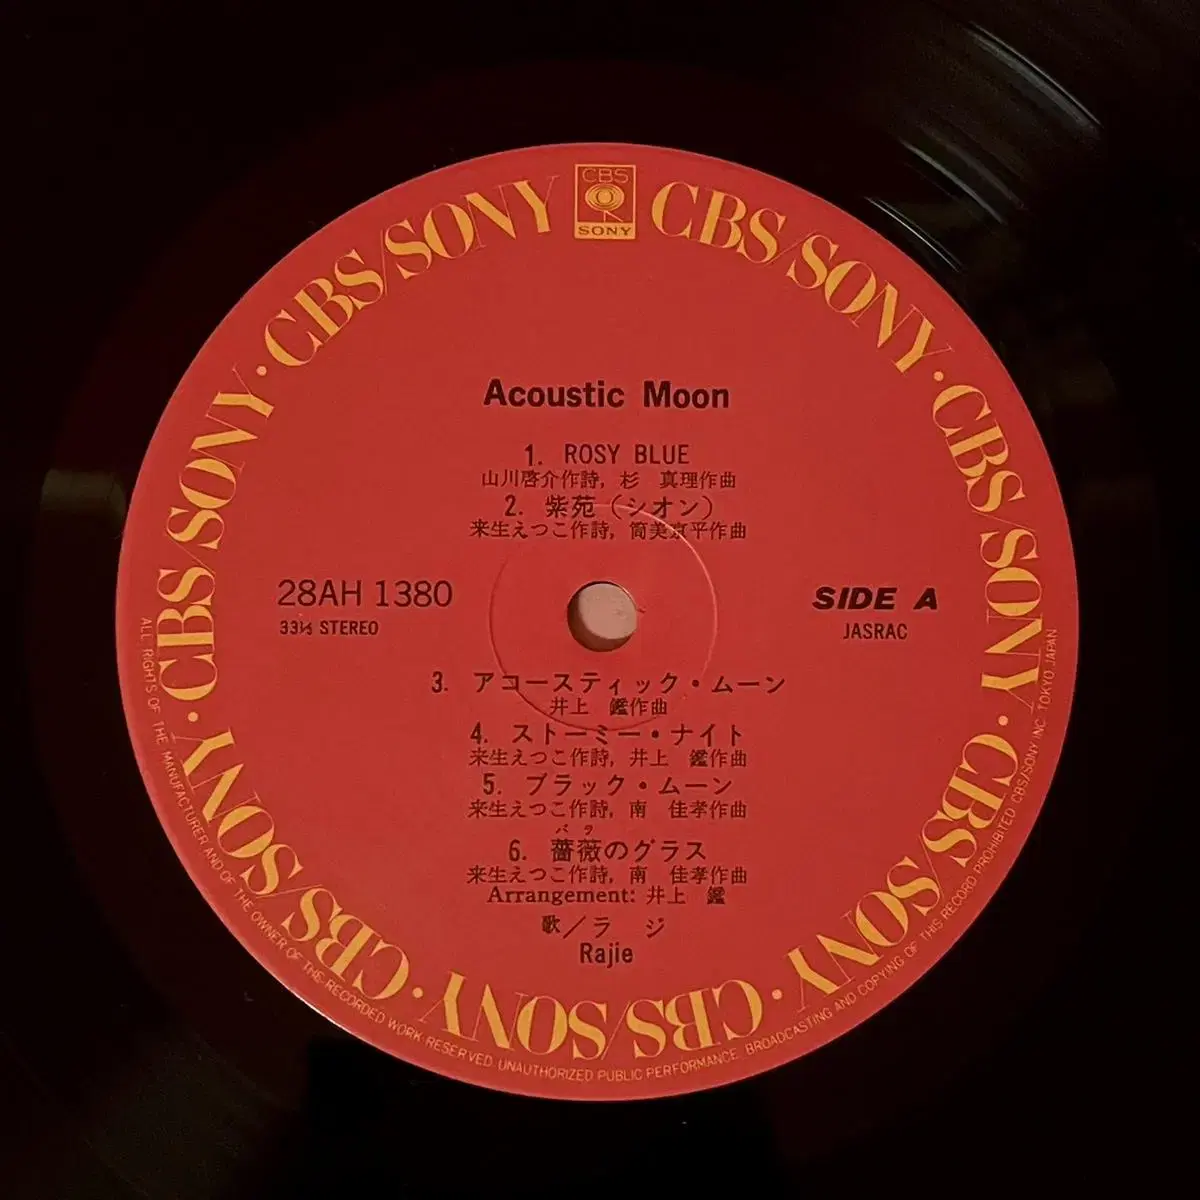 CBS
SONY
CBS/SONY · CBS/SONY · CBS/SONY · CBS/SONY · CBS/SONY · CBS/SONY · CBS/SONY · CBS/SONY
Acoustic Moon
1. ROSY BLUE
山川啓介作詩, 杉 真理作曲
2. 紫苑（シオン）
来生えつこ作詩, 筒美京平作曲
28AH 1380
33⅓ STEREO
SIDE A
JASRAC
3. アコースティック・ムーン
井上 鑑作曲
4. ストーミー・ナイト
来生えつこ作詩, 井上 鑑作曲
5. ブラック・ムーン
来生えつこ作詩, 南 佳孝作曲
バラ
6. 薔薇のグラス
来生えつこ作詩, 南 佳孝作曲
Arrangement: 井上 鑑
歌／ラ ジ
Rajie
ALL RIGHTS OF THE MANUFACTURER AND OF THE OWNER OF THE RECORDED WORK RESERVED. UNAUTHORIZED PUBLIC PERFORMANCE, BROADCASTING AND COPYING OF THIS RECORD PROHIBITED. CBS/SONY INC. TOKYO, JAPAN